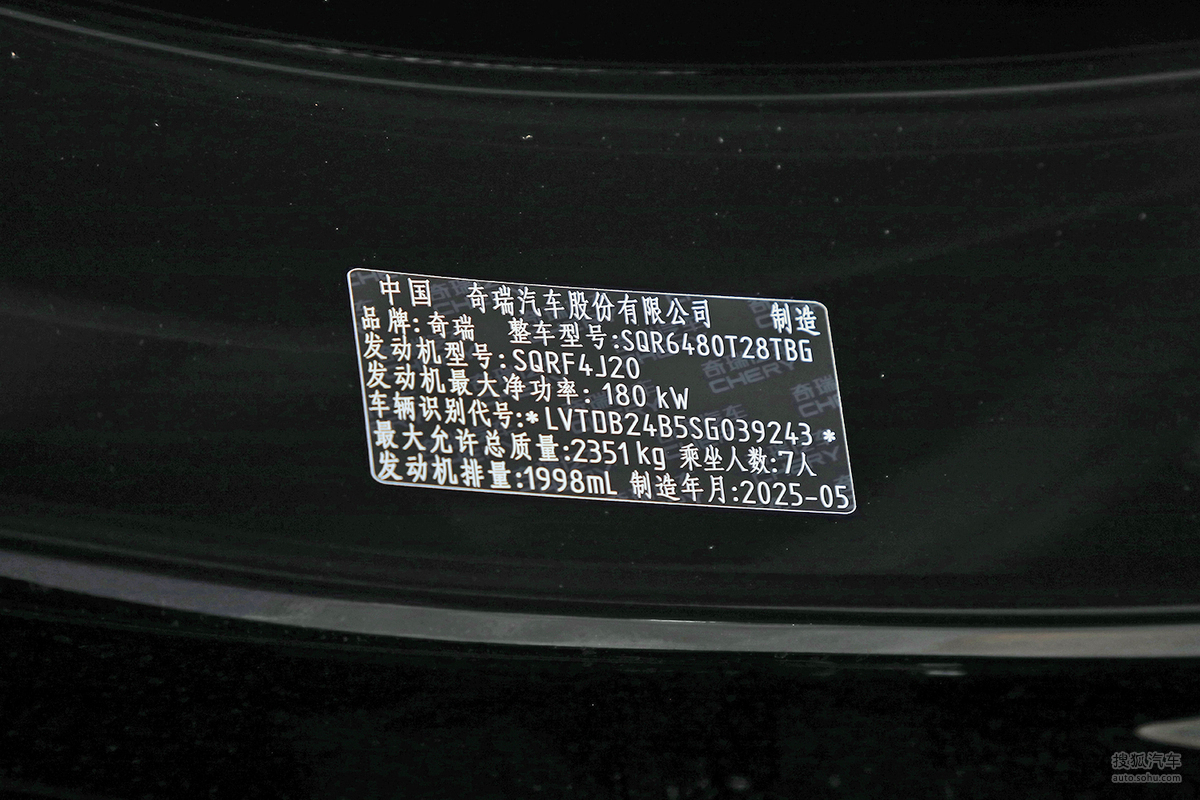 中国 奇瑞汽车股份有限公司 制造
品牌:奇瑞 整车型号:SQR6480T28TBG
发动机型号:SQRF4J20
发动机最大净功率:180 kW
车辆识别代号:*LVTDB24B5SG039243*
最大允许总质量:2351kg 乘坐人数:7人
发动机排量:1998mL 制造年月:2025-05
搜狐汽车
auto.sohu.com